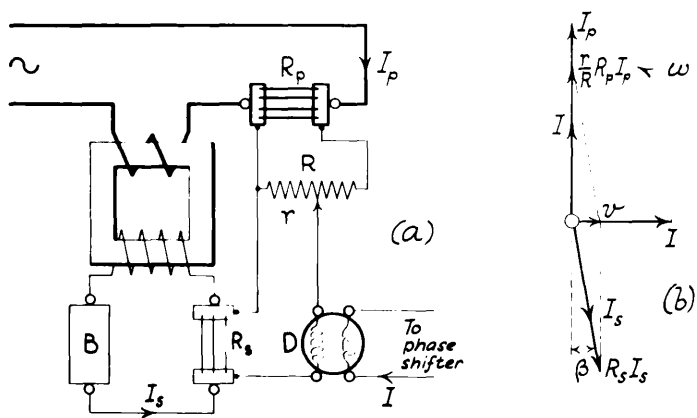 I_p
R_p
R
r
(a)
B
R_s
D
I_s
To
phase
shifter
I
I_p
r/R R_p I_p
ω
I
v
I
(b)
I_s
β
R_s I_s